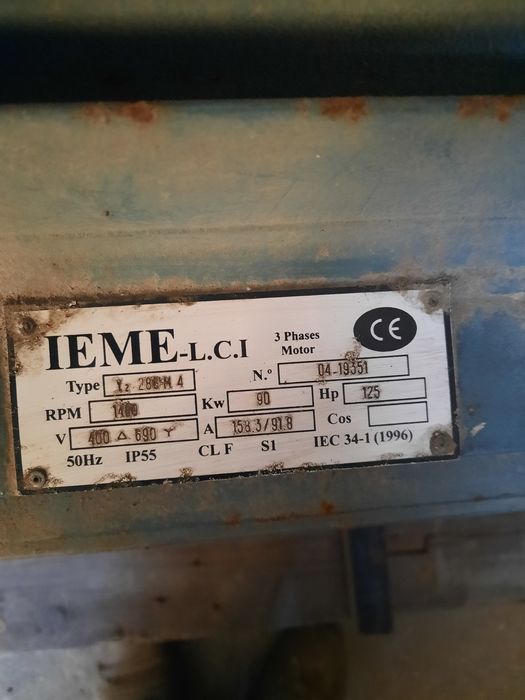 IEME-L.C.I 3 Phases Motor CE
Type N.º 04-19351
RPM Kw 90 Hp 125
V 400 Δ 690 Y A 158.3/91.8 Cos
50Hz IP55 CL F S1 IEC 34-1 (1996)